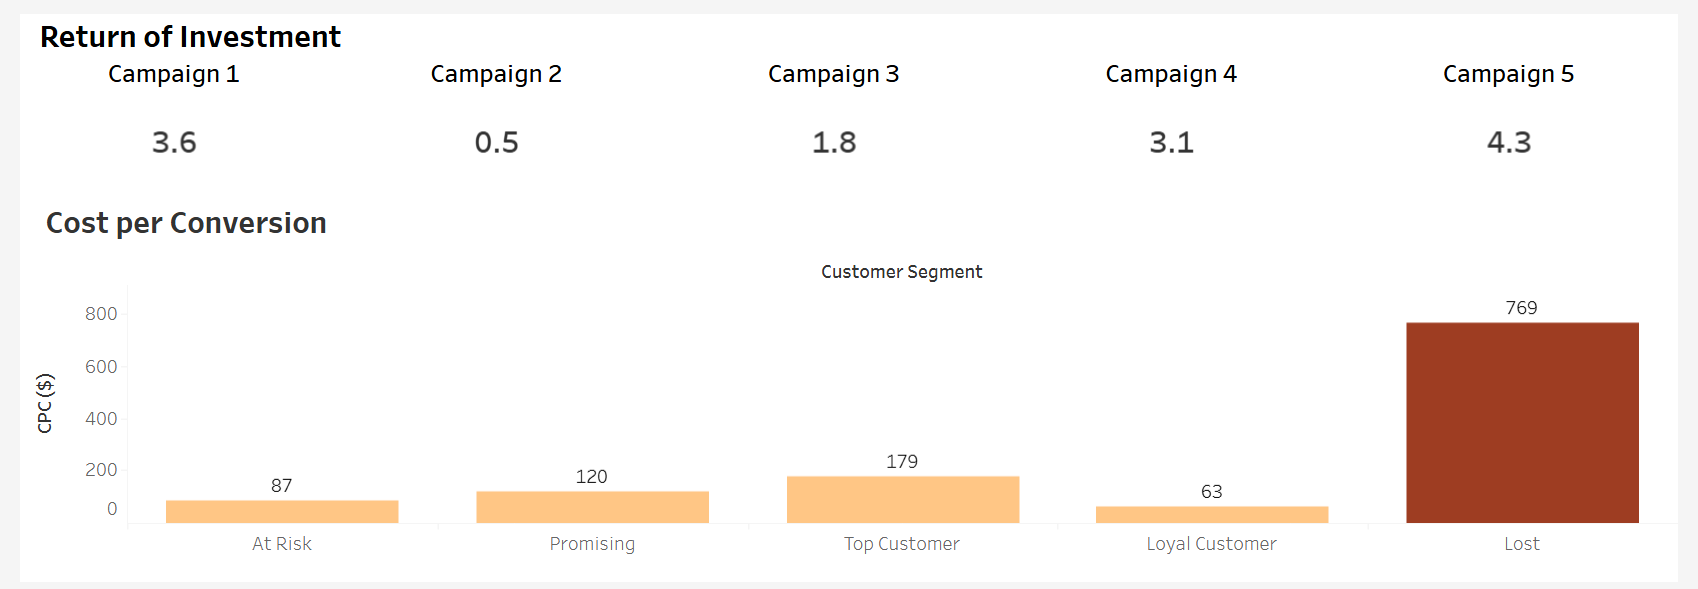 Return of Investment
Campaign 1 Campaign 2 Campaign 3 Campaign 4 Campaign 5
3.6 0.5 1.8 3.1 4.3
Cost per Conversion
Customer Segment
CPC ($)
800
600
400
200
0
87 120 179 63 769
At Risk Promising Top Customer Loyal Customer Lost